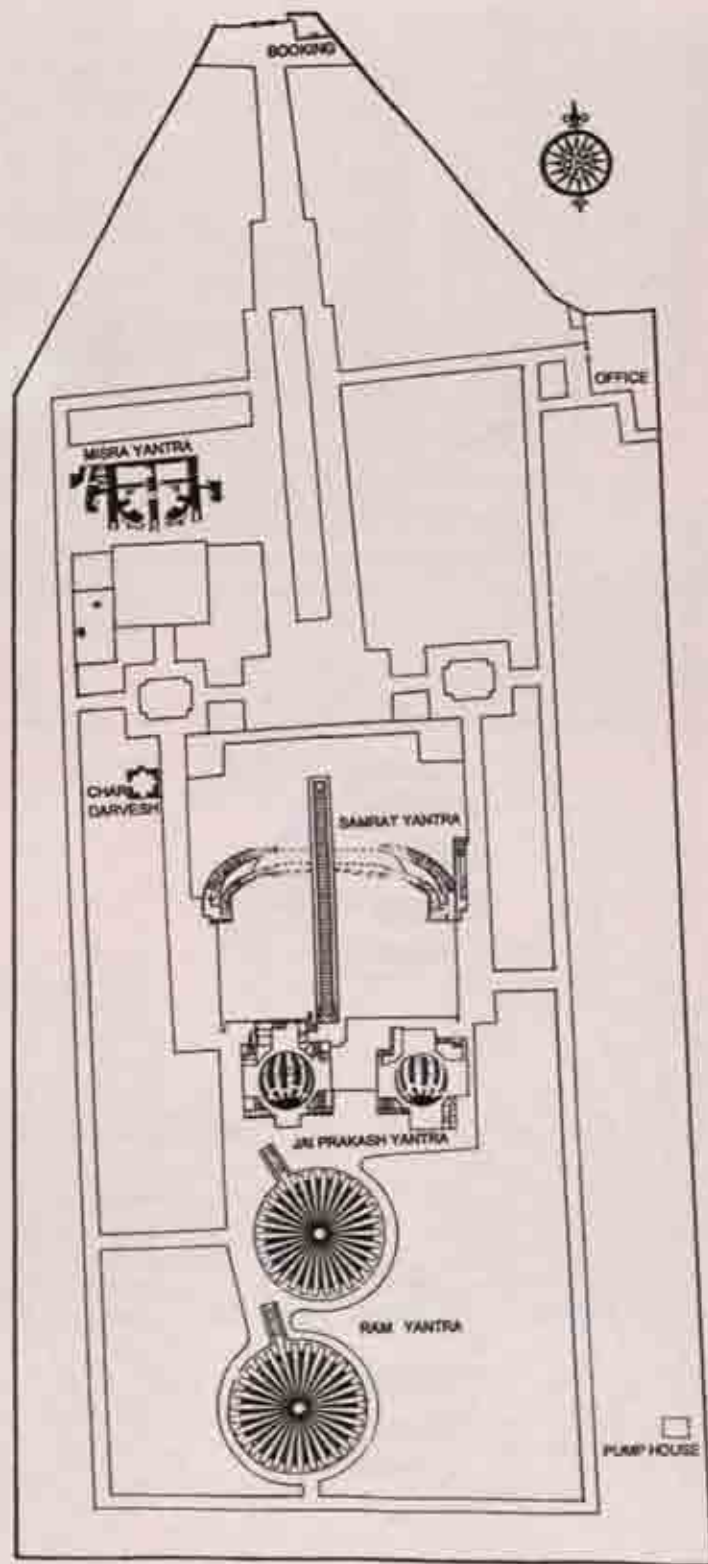 BOOKING
OFFICE
MISRA YANTRA
CHAR
DARVESH
SAMRAT YANTRA
JAI PRAKASH YANTRA
RAM YANTRA
PUMP HOUSE